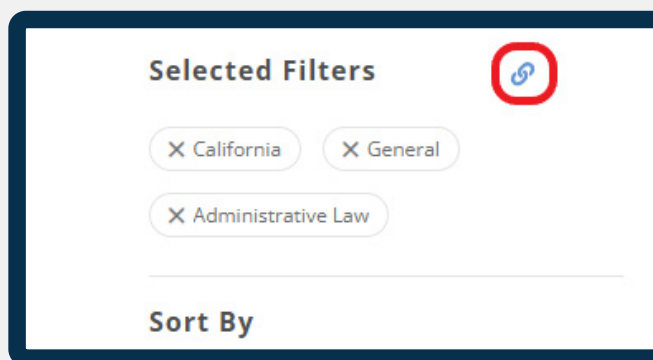 Selected Filters
× California × General
× Administrative Law
Sort By